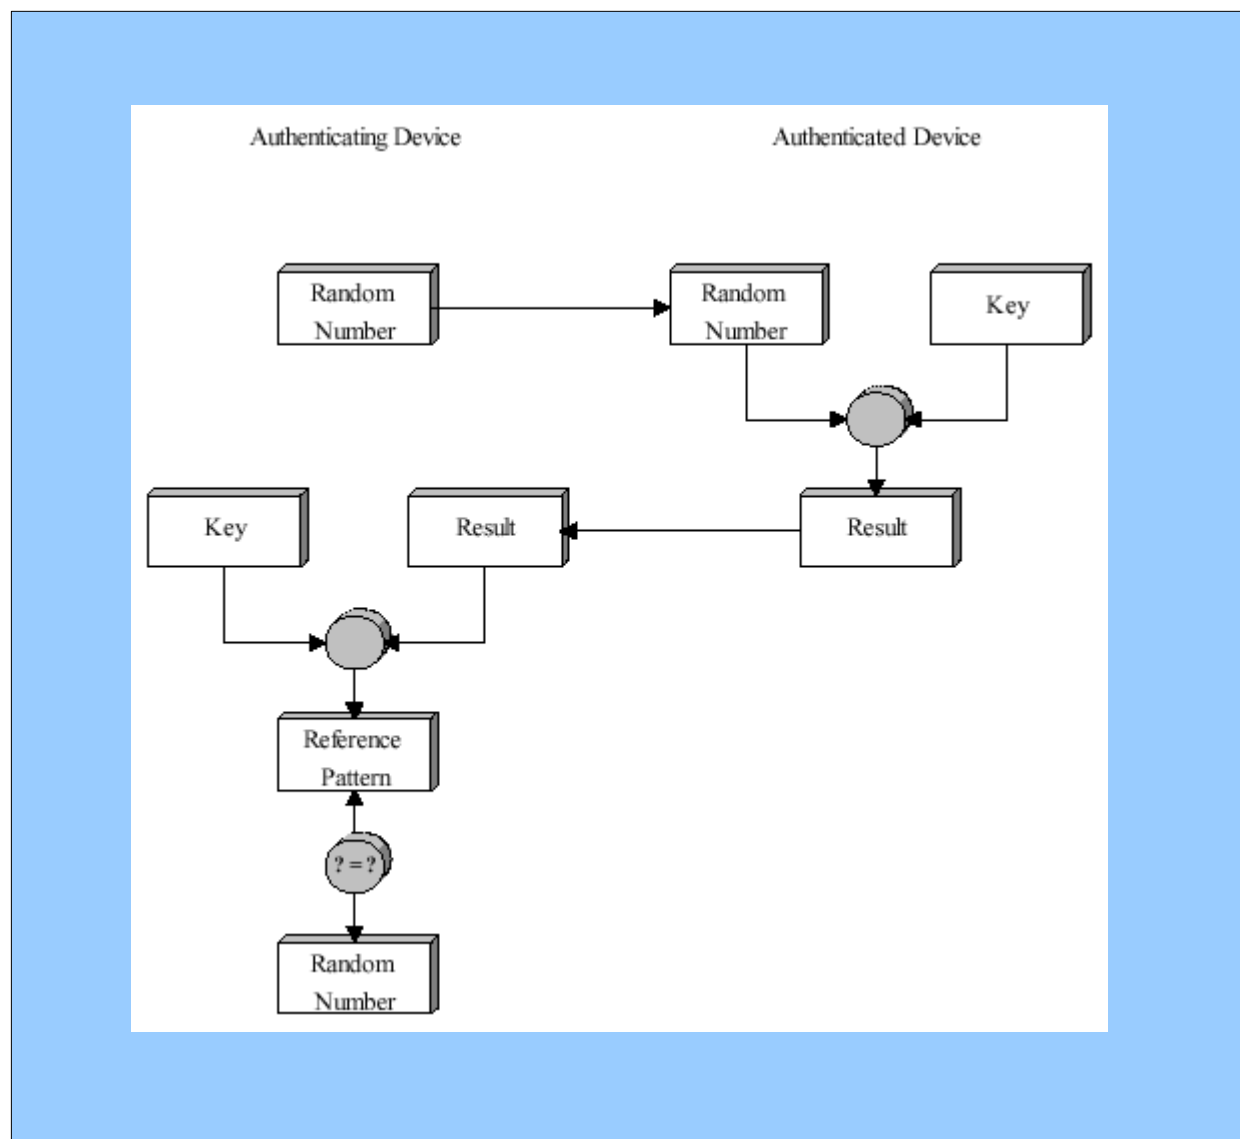 Authenticating Device
Authenticated Device
Random
Number
Random
Number
Key
Key
Result
Result
Reference
Pattern
? = ?
Random
Number